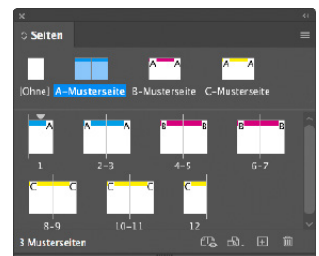 Seiten
A A B B C C
[Ohne] A-Musterseite B-Musterseite C-Musterseite
A A A B B B B
1 2-3 4-5 6-7
C C C C C
8-9 10-11 12
3 Musterseiten